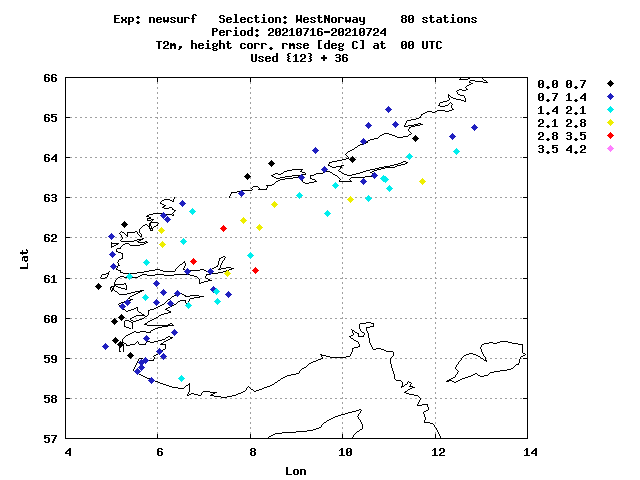 Exp: newsurf   Selection: WestNorway     80 stations
Period: 20210716-20210724
T2m, height corr. rmse [deg C] at  00 UTC
Used {12} + 36
0.0 0.7
0.7 1.4
1.4 2.1
2.1 2.8
2.8 3.5
3.5 4.2
66
65
64
63
62
61
60
59
58
57
Lat
4 6 8 10 12 14
Lon